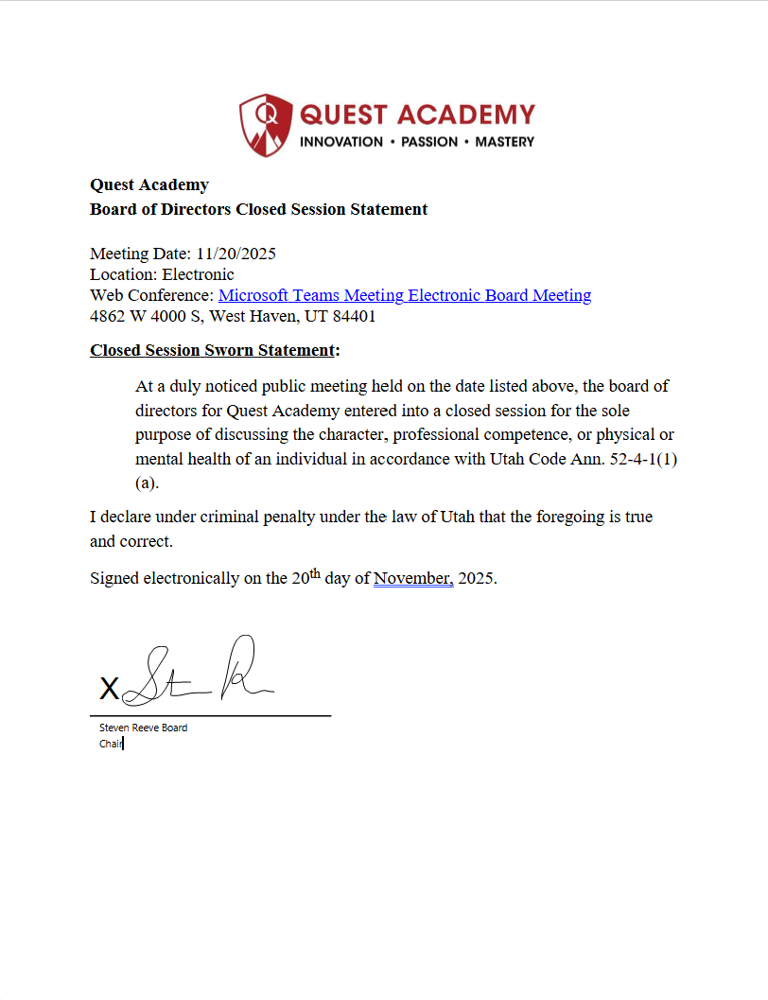 QUEST ACADEMY
INNOVATION • PASSION • MASTERY
Quest Academy
Board of Directors Closed Session Statement
Meeting Date: 11/20/2025
Location: Electronic
Web Conference: Microsoft Teams Meeting Electronic Board Meeting
4862 W 4000 S, West Haven, UT 84401
Closed Session Sworn Statement:
At a duly noticed public meeting held on the date listed above, the board of
directors for Quest Academy entered into a closed session for the sole
purpose of discussing the character, professional competence, or physical or
mental health of an individual in accordance with Utah Code Ann. 52-4-1(1)
(a).
I declare under criminal penalty under the law of Utah that the foregoing is true
and correct.
Signed electronically on the 20th day of November, 2025.
X
Steven Reeve Board
Chair